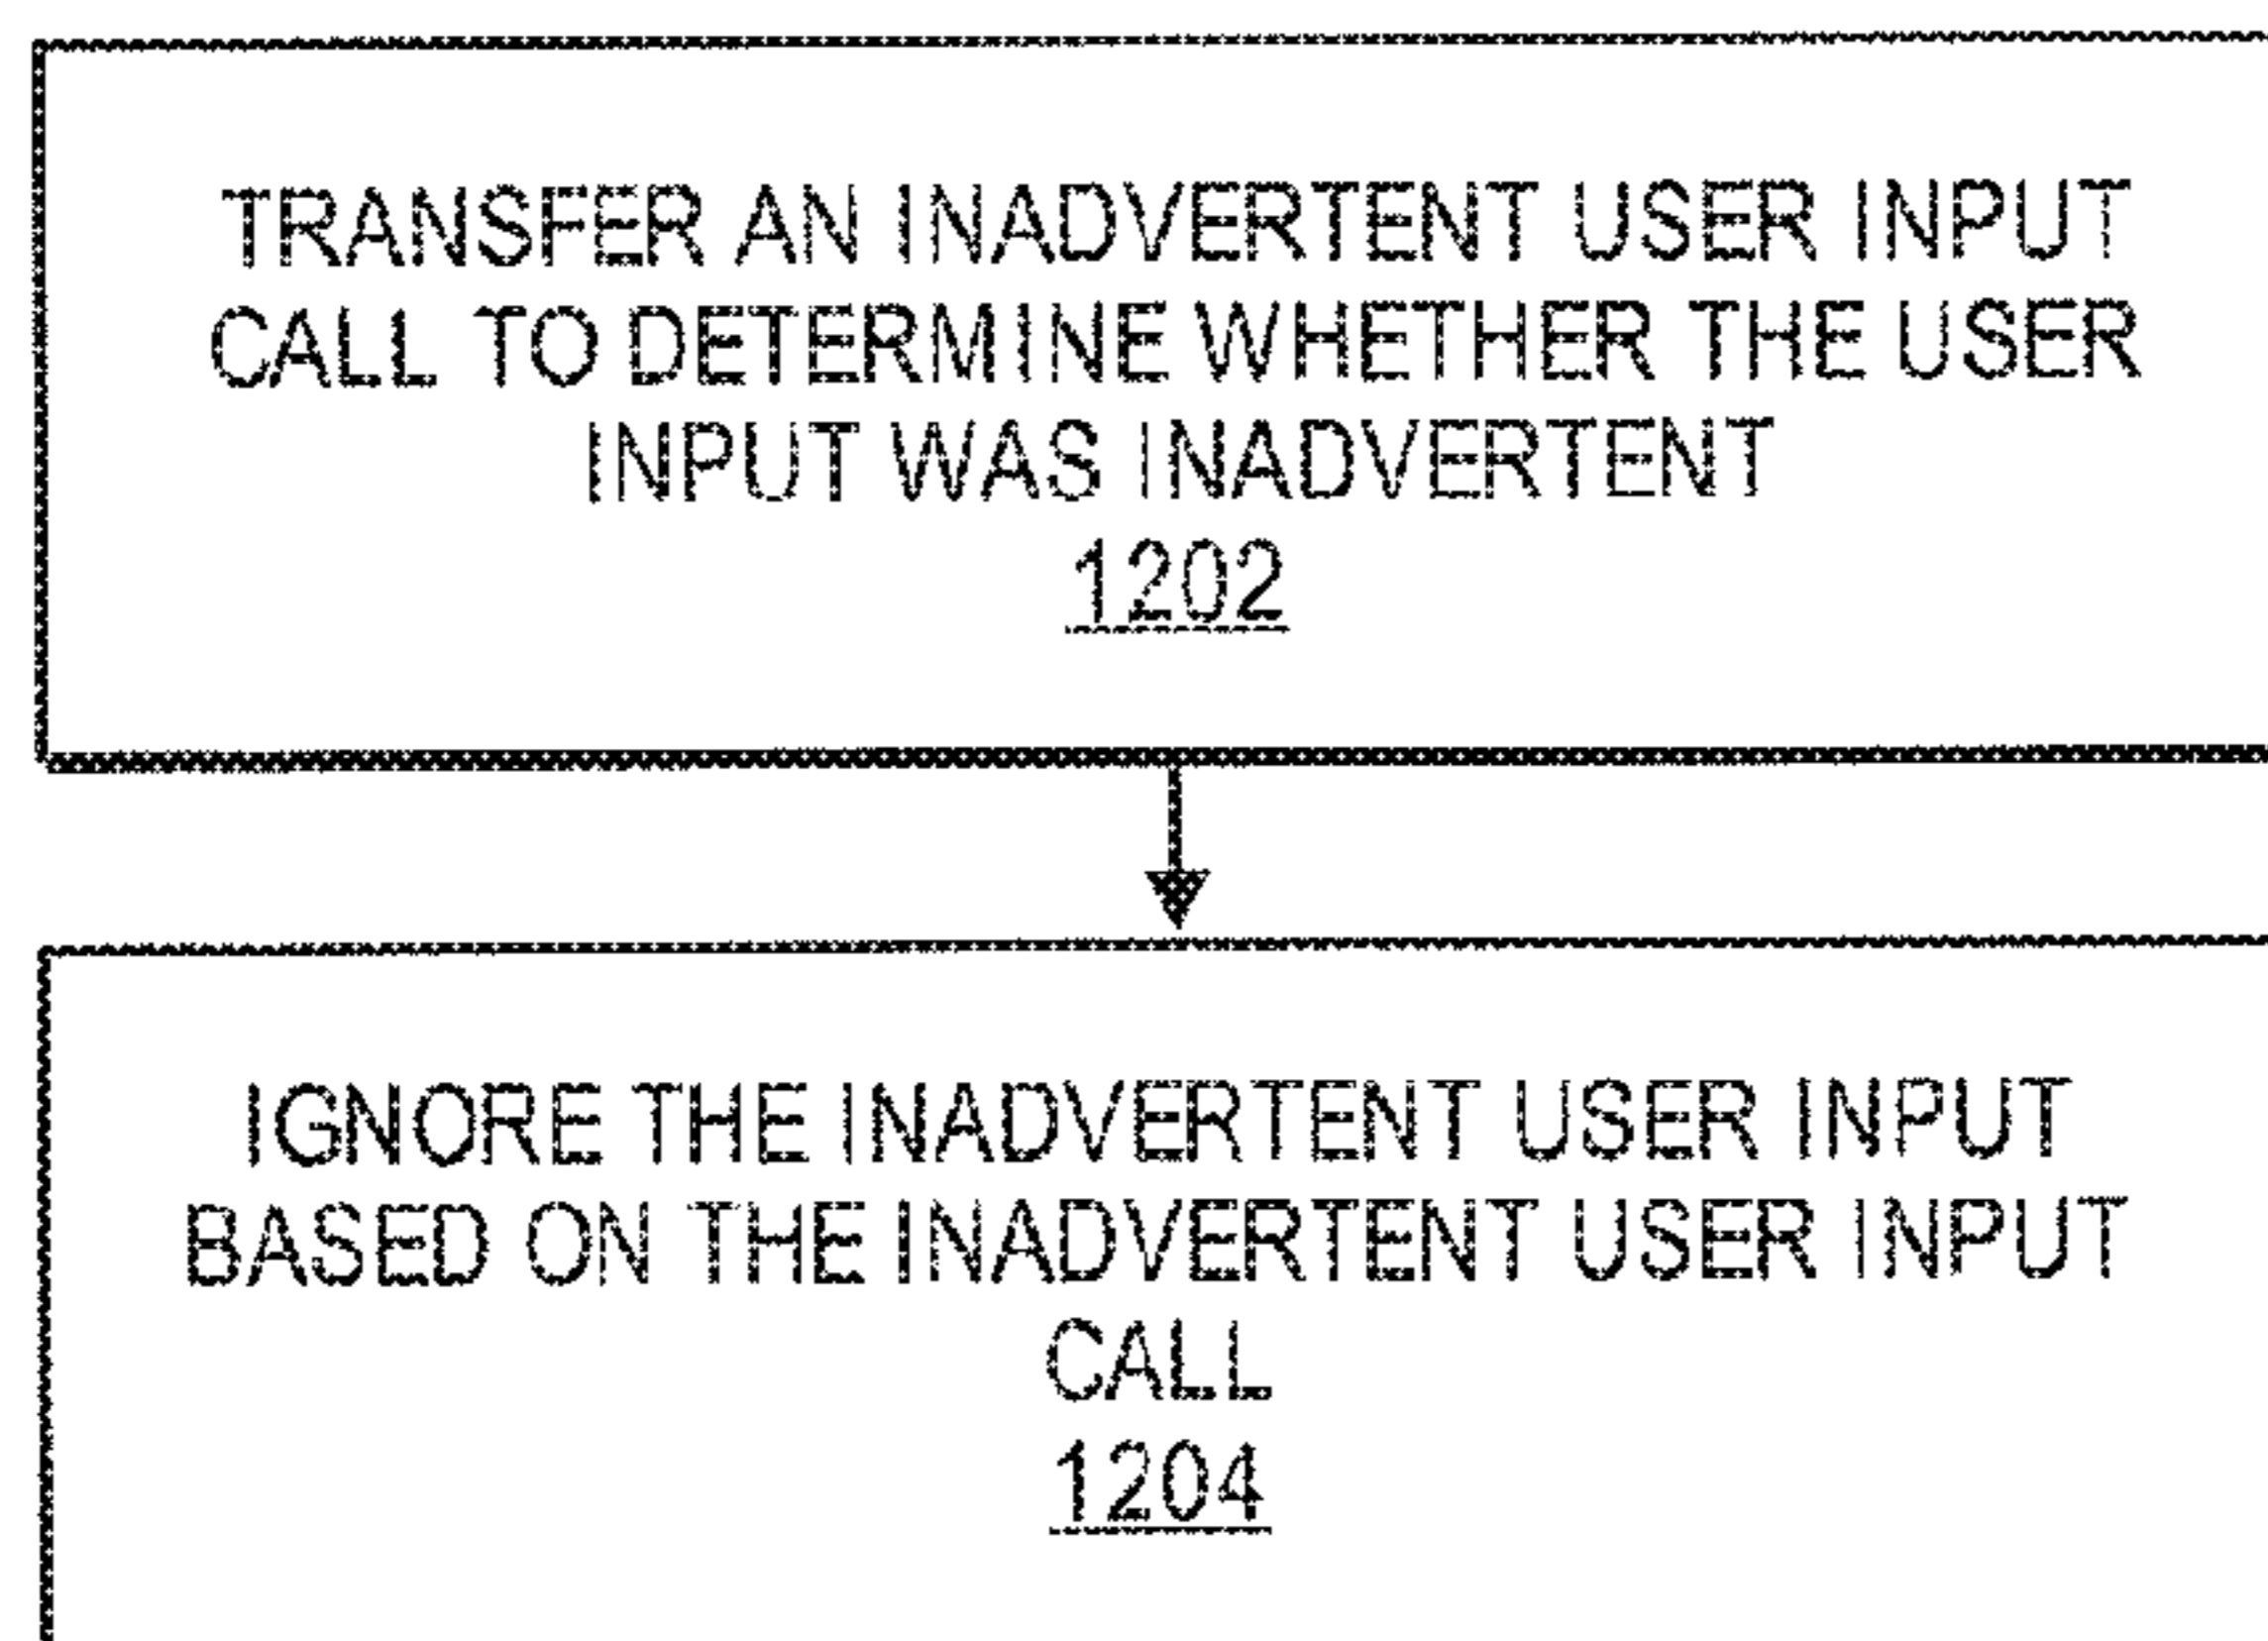 TRANSFER AN INADVERTENT USER INPUT
CALL TO DETERMINE WHETHER THE USER
INPUT WAS INADVERTENT
1202
IGNORE THE INADVERTENT USER INPUT
BASED ON THE INADVERTENT USER INPUT
CALL
1204